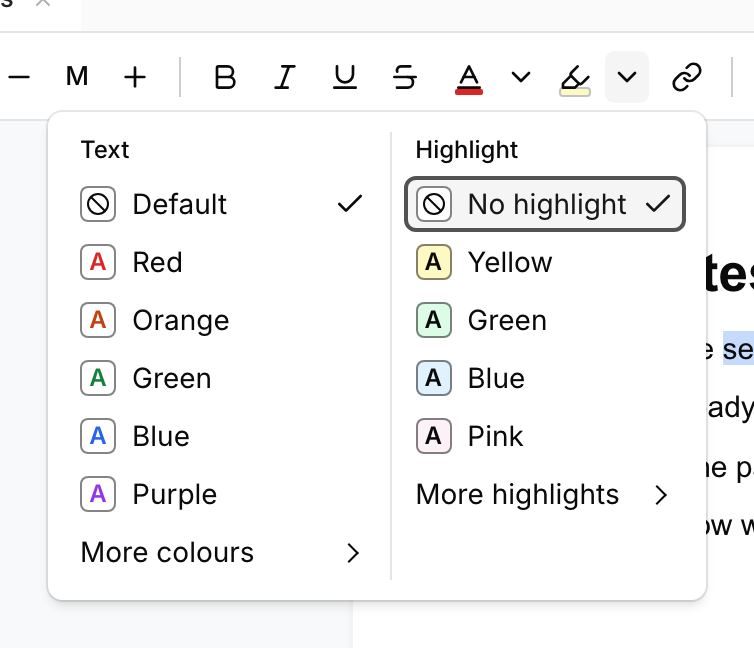 M B I U S A
Text
Default
A Red
A Orange
A Green
A Blue
A Purple
More colours
Highlight
No highlight
A Yellow
A Green
A Blue
A Pink
More highlights